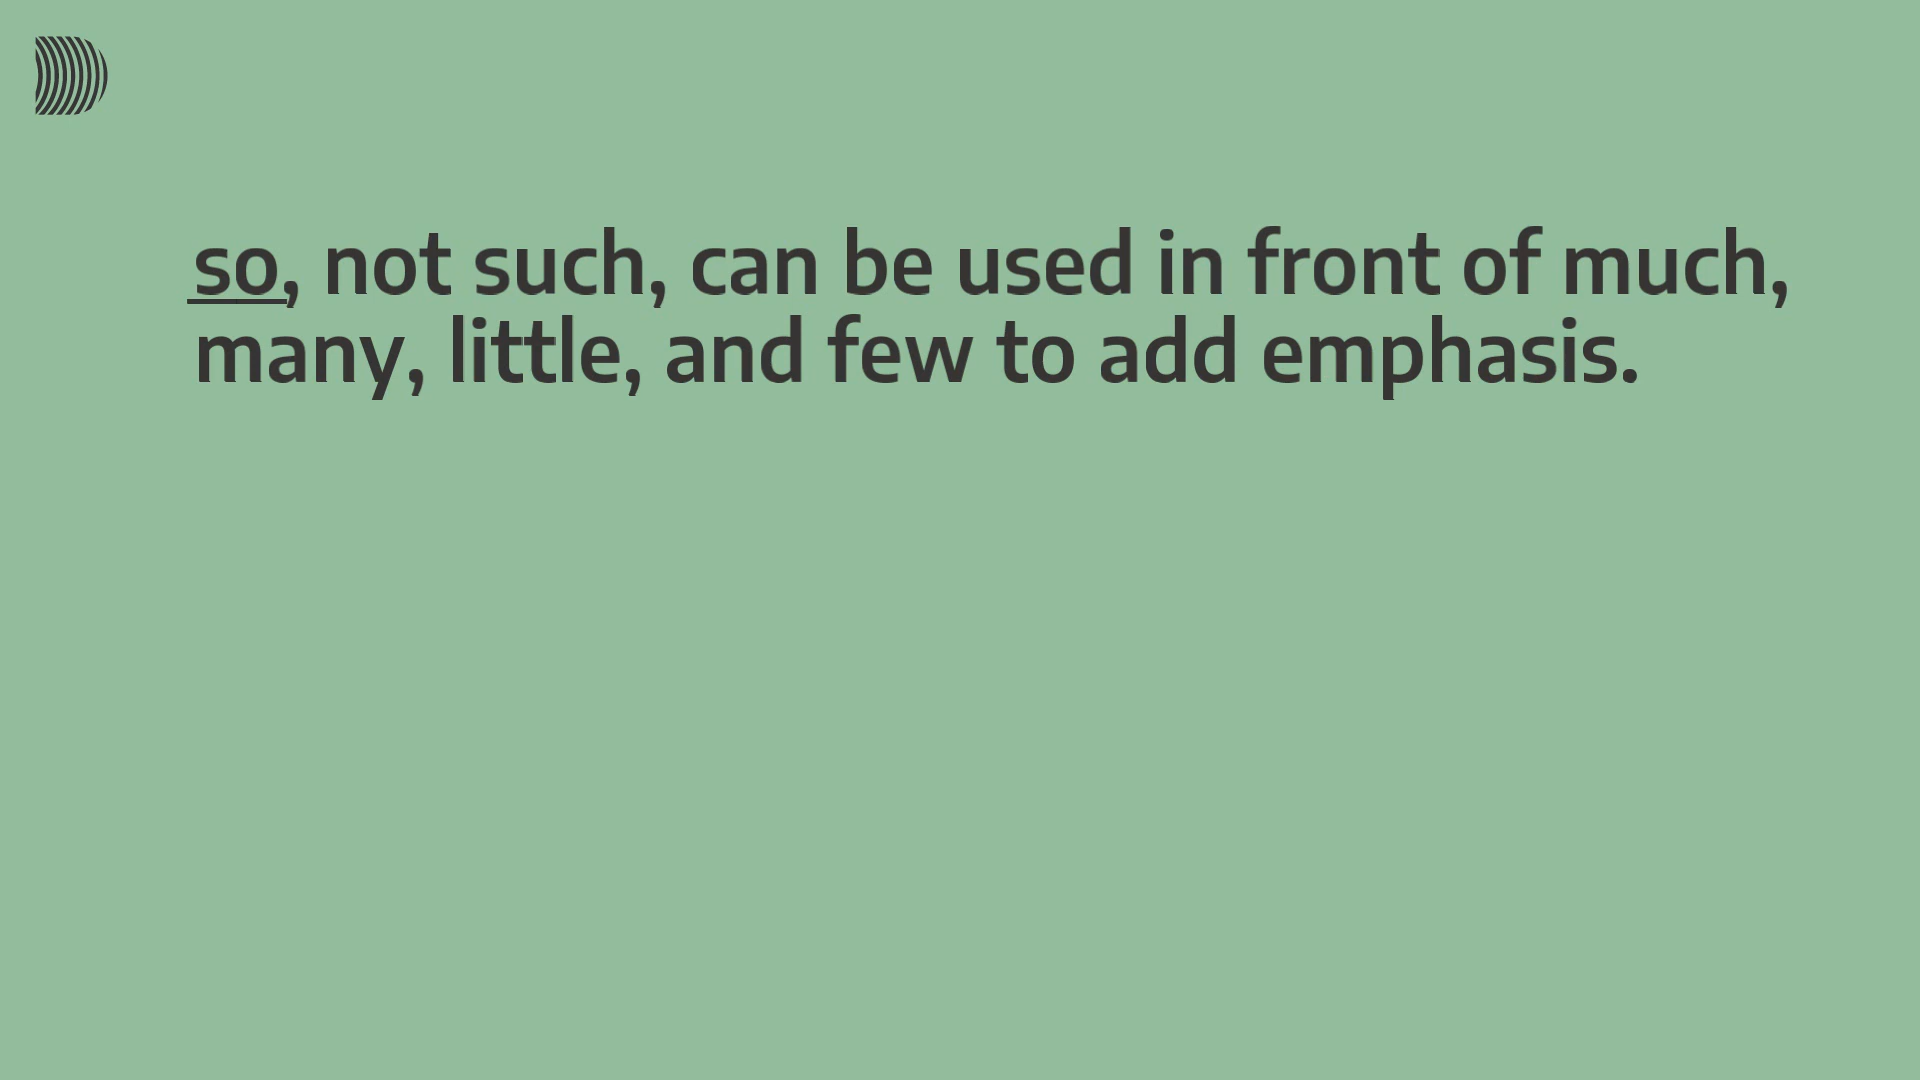 so, not such, can be used in front of much,
many, little, and few to add emphasis.